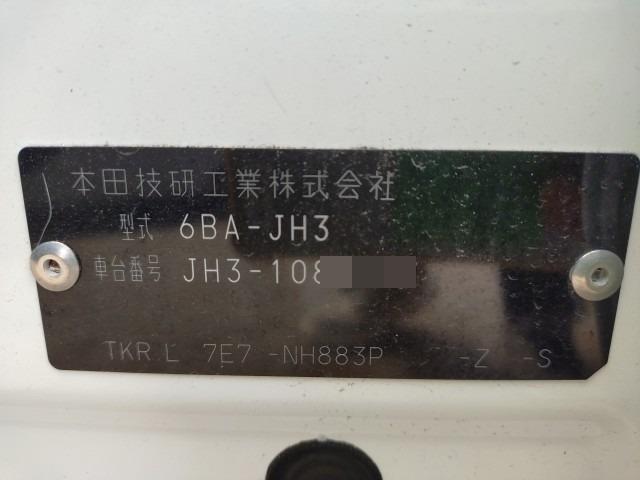 本田技研工業株式会社
型式 6BA-JH3
車台番号 JH3-108
TKR L 7E7 -NH883P -Z -S